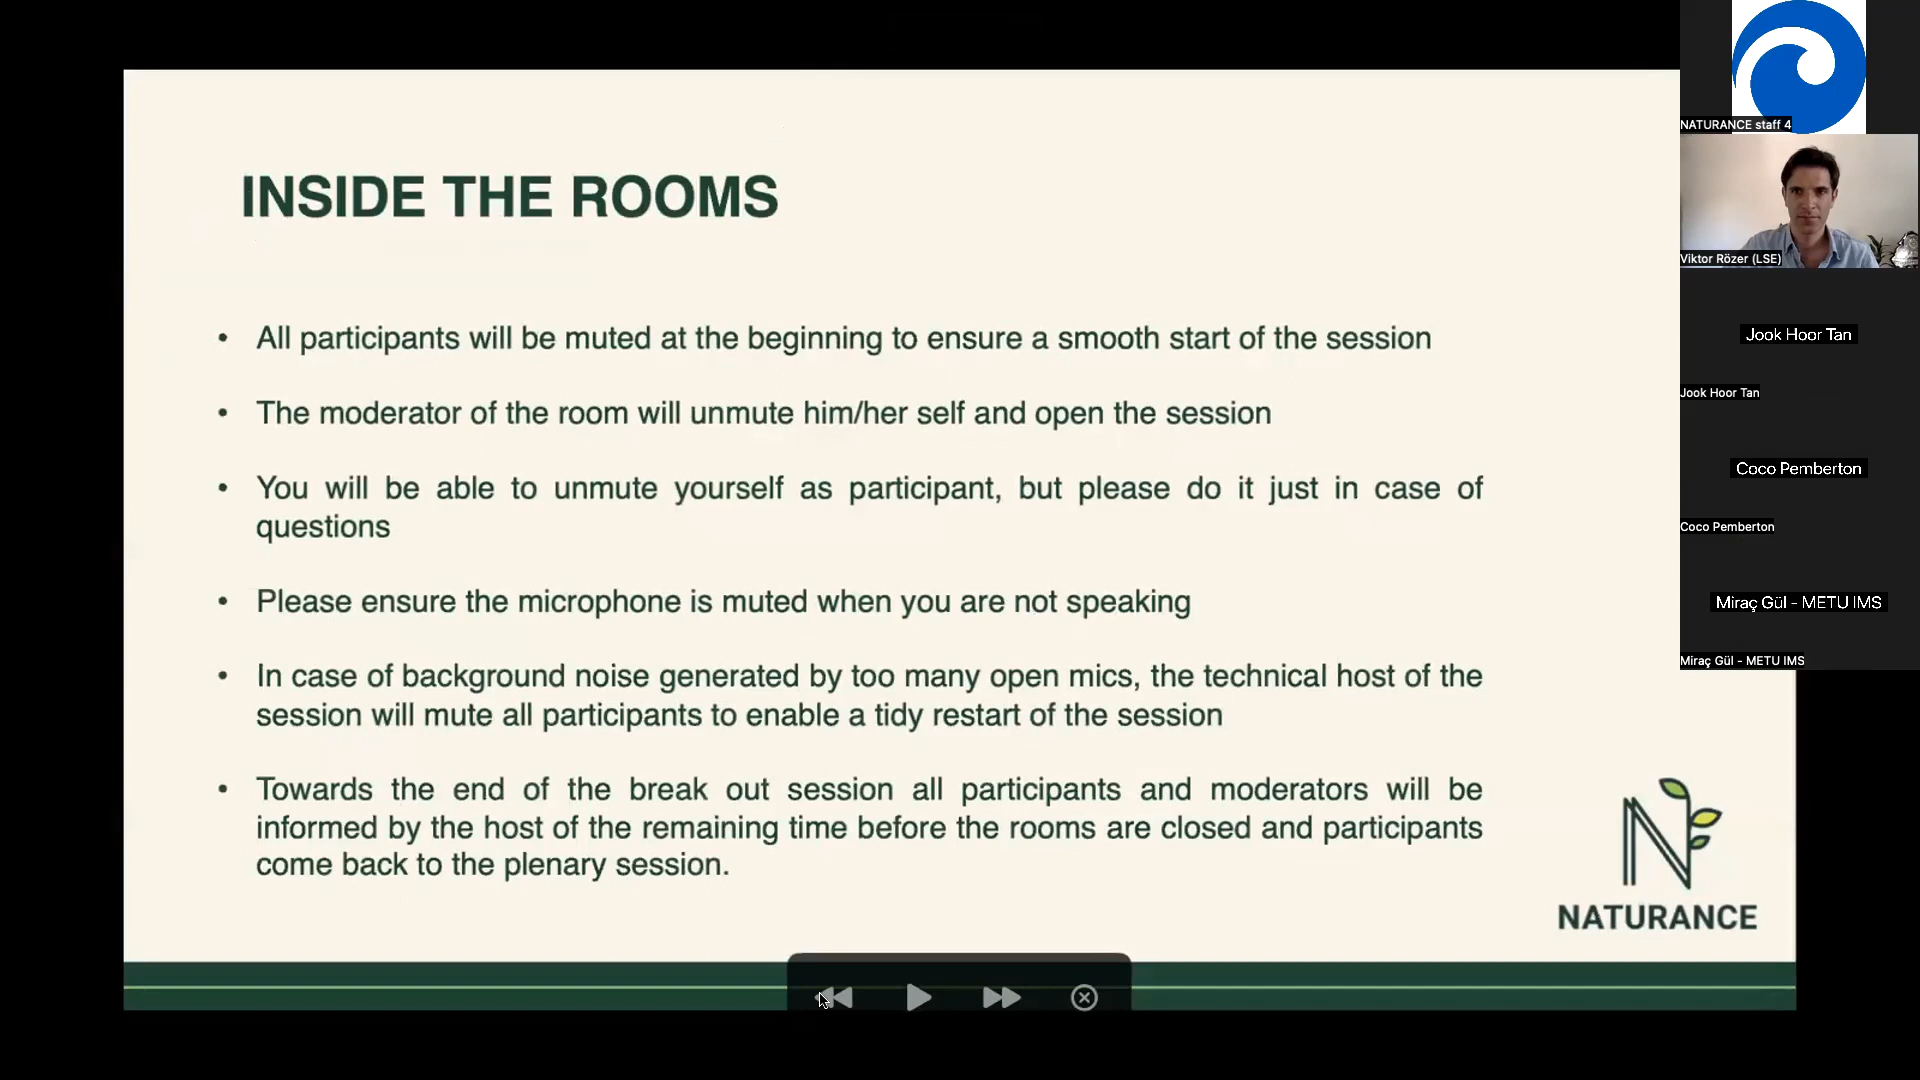 INSIDE THE ROOMS
• All participants will be muted at the beginning to ensure a smooth start of the session
• The moderator of the room will unmute him/her self and open the session
• You will be able to unmute yourself as participant, but please do it just in case of
questions
• Please ensure the microphone is muted when you are not speaking
• In case of background noise generated by too many open mics, the technical host of the
session will mute all participants to enable a tidy restart of the session
• Towards the end of the break out session all participants and moderators will be
informed by the host of the remaining time before the rooms are closed and participants
come back to the plenary session.
NATURANCE
NATURANCE staff 4
Viktor Rözer (LSE)
Jook Hoor Tan
Jook Hoor Tan
Coco Pemberton
Coco Pemberton
Miraç Gül - METU IMS
Miraç Gül - METU IMS